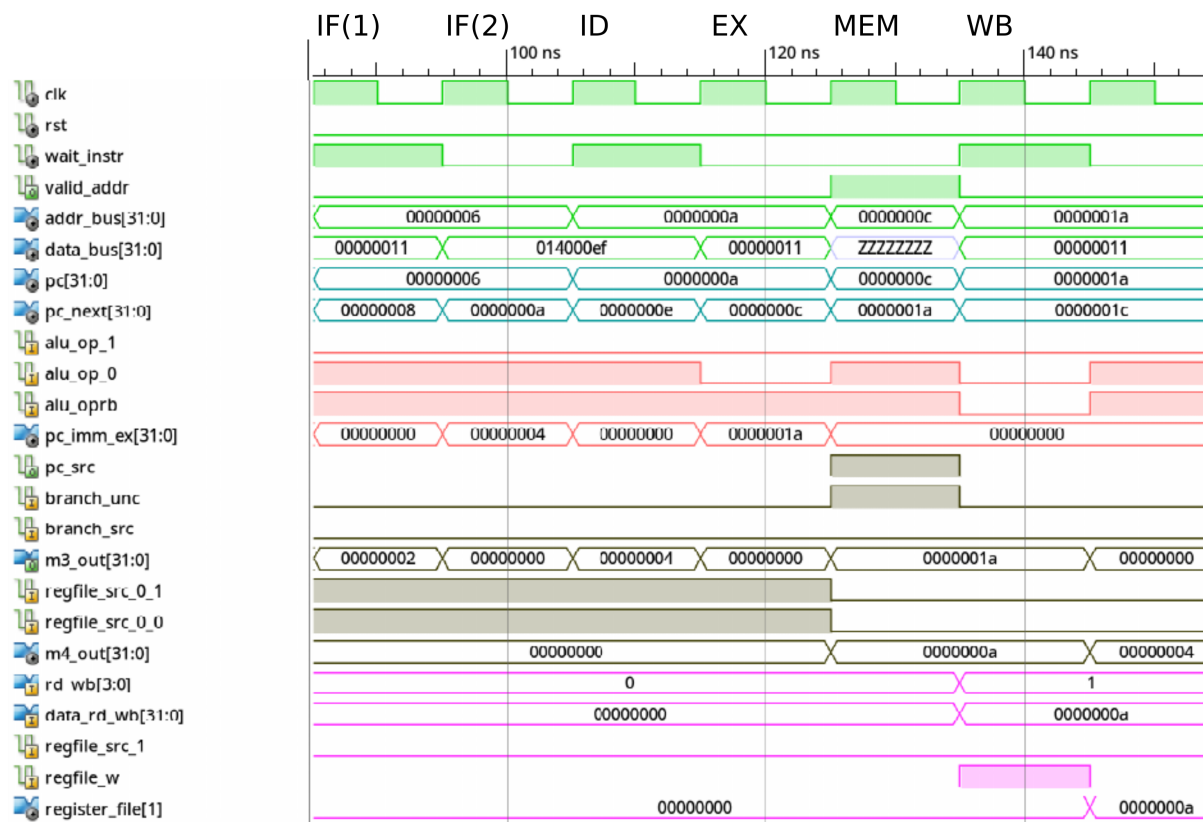 IF(1) IF(2) ID EX MEM WB
100 ns 120 ns 140 ns
clk
rst
wait_instr
valid_addr
addr_bus[31:0] 00000006 0000000a 0000000c 0000001a
data_bus[31:0] 00000011 014000ef 00000011 ZZZZZZZZ 00000011
pc[31:0] 00000006 0000000a 0000000c 0000001a
pc_next[31:0] 00000008 0000000a 0000000e 0000000c 0000001a 0000001c
alu_op_1
alu_op_0
alu_oprb
pc_imm_ex[31:0] 00000000 00000004 00000000 0000001a 00000000
pc_src
branch_unc
branch_src
m3_out[31:0] 00000002 00000000 00000004 00000000 0000001a 00000000
regfile_src_0_1
regfile_src_0_0
m4_out[31:0] 00000000 0000000a 00000004
rd_wb[3:0] 0 1
data_rd_wb[31:0] 00000000 0000000a
regfile_src_1
regfile_w
register_file[1] 00000000 0000000a